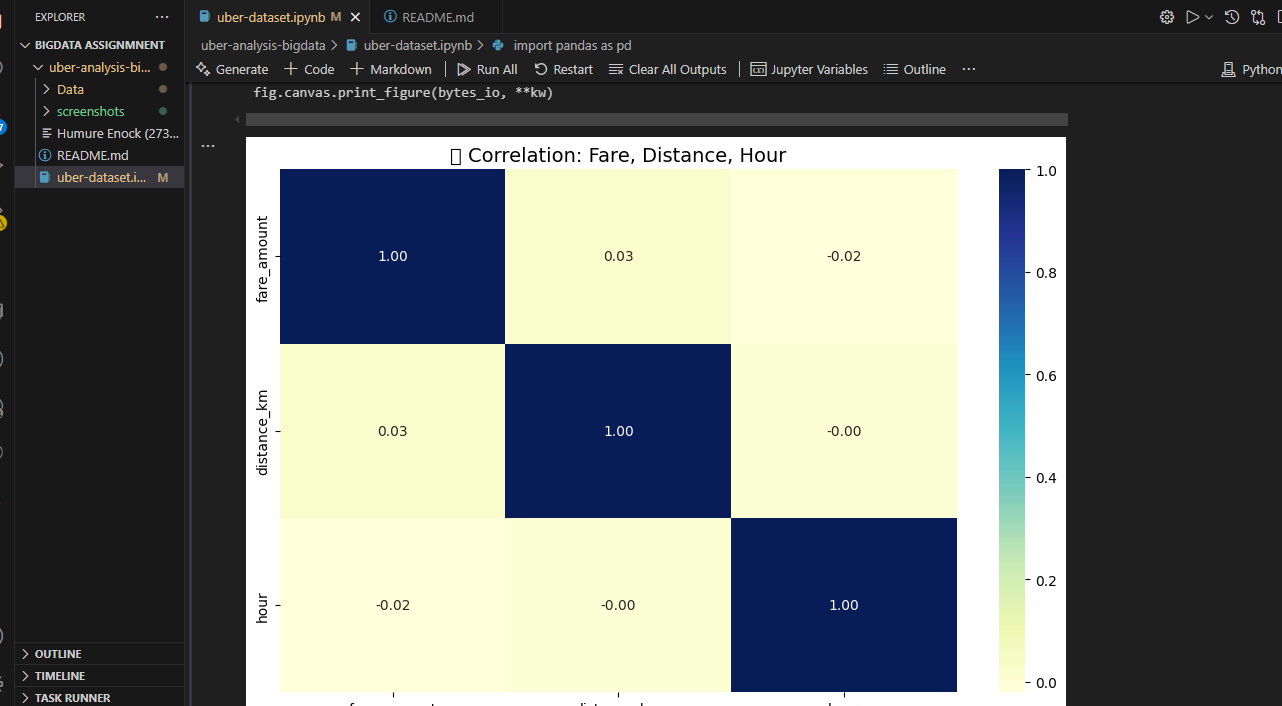 EXPLORER
uber-dataset.ipynb M
README.md
BIGDATA ASSIGNMNENT
uber-analysis-bi...
Data
screenshots
Humure Enock (273...
README.md
uber-dataset.i... M
OUTLINE
TIMELINE
TASK RUNNER
uber-analysis-bigdata > uber-dataset.ipynb > import pandas as pd
Generate + Code + Markdown Run All Restart Clear All Outputs Jupyter Variables Outline ...
Python
fig.canvas.print_figure(bytes_io, **kw)
Correlation: Fare, Distance, Hour
fare_amount
1.00 0.03 -0.02
distance_km
0.03 1.00 -0.00
hour
-0.02 -0.00 1.00
1.0
0.8
0.6
0.4
0.2
0.0